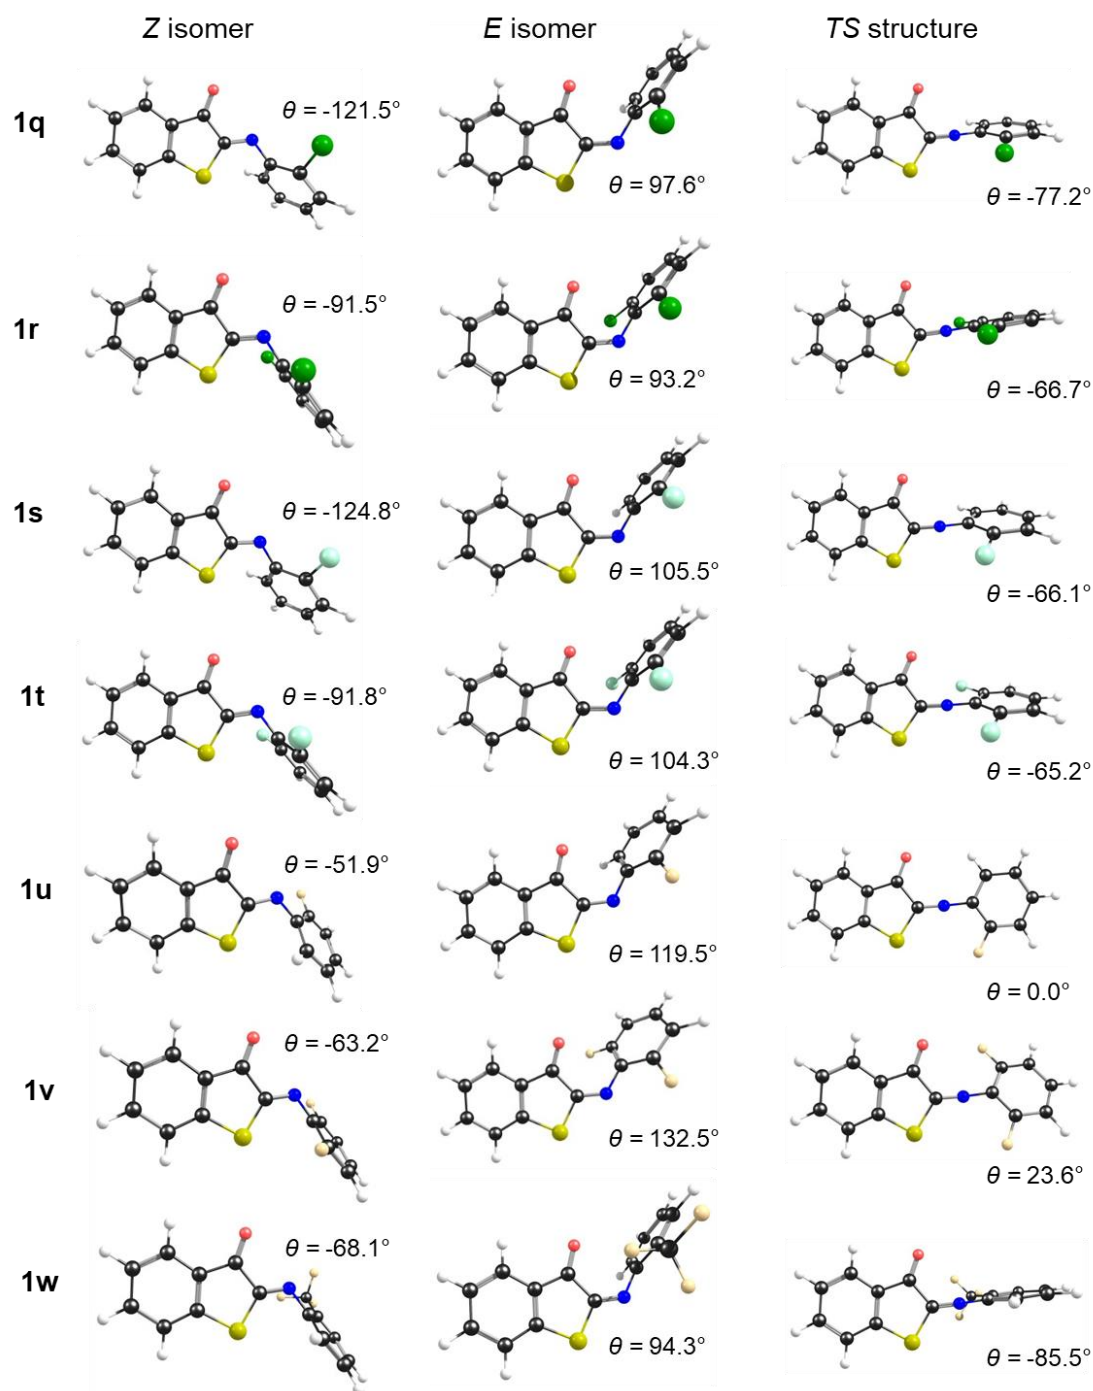 Z isomer E isomer TS structure
1q θ = -121.5° θ = 97.6° θ = -77.2°
1r θ = -91.5° θ = 93.2° θ = -66.7°
1s θ = -124.8° θ = 105.5° θ = -66.1°
1t θ = -91.8° θ = 104.3° θ = -65.2°
1u θ = -51.9° θ = 119.5° θ = 0.0°
1v θ = -63.2° θ = 132.5° θ = 23.6°
1w θ = -68.1° θ = 94.3° θ = -85.5°